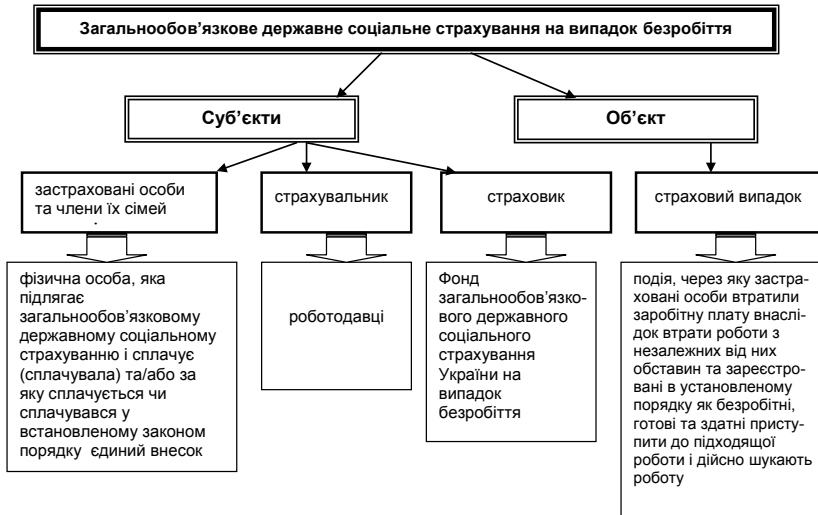 Загальнообов’язкове державне соціальне страхування на випадок безробіття
Суб’єкти
Об’єкт
застраховані особи
та члени їх сімей
страхувальник
страховик
страховий випадок
фізична особа, яка
підлягає
загальнообов’язковому
державному соціальному
страхуванню і сплачує
(сплачувала) та/або за
яку сплачується чи
сплачувався у
встановленому законом
порядку єдиний внесок
роботодавці
Фонд
загальнообов’язко-
вого державного
соціального
страхування
України на
випадок
безробіття
подія, через яку застра-
ховані особи втратили
заробітну плату внаслі-
док втрати роботи з
незалежних від них
обставин та зареєстро-
вані в установленому
порядку як безробітні,
готові та здатні присту-
пити до підходящої
роботи і дійсно шукають
роботу